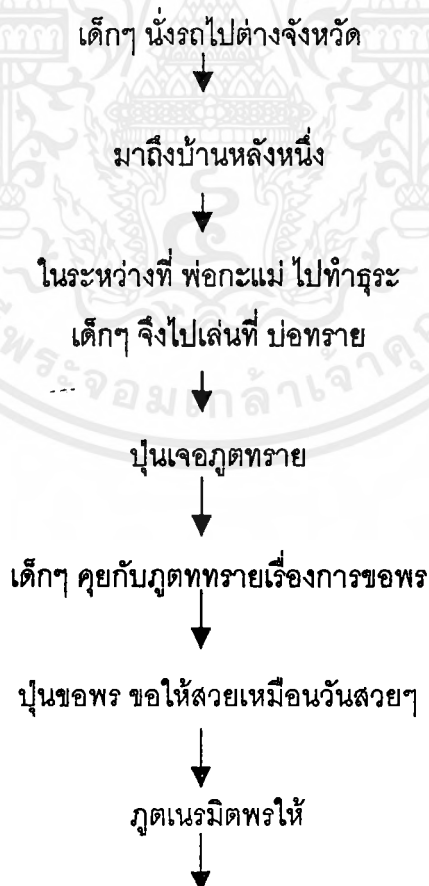 เด็กๆ นั่งรถไปต่างจังหวัด
มาถึงบ้านหลังหนึ่ง
ในระหว่างที่ พ่อกะแม่ ไปทำธุระ
เด็กๆ จึงไปเล่นที่ บ่อทราย
ปุ่นเจอภูตทราย
เด็กๆ คุยกับภูตททรายเรื่องการขอพร
ปุ่นขอพร ขอให้สวยเหมือนวันสวยๆ
ภูตเนรมิตพรให้